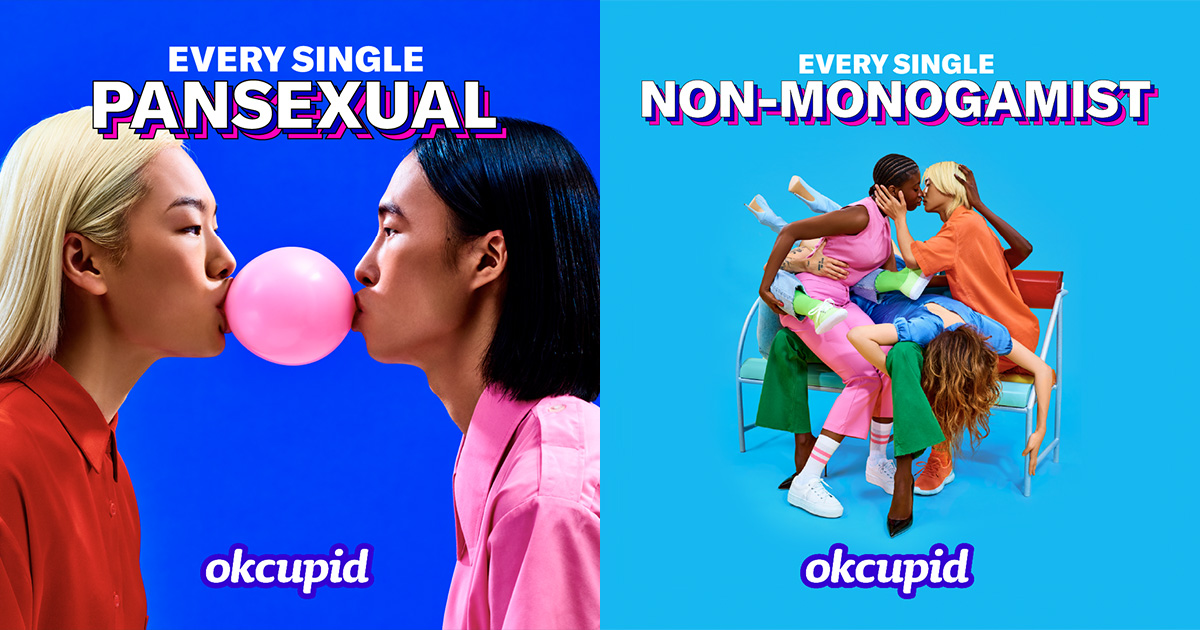 EVERY SINGLE
PANSEXUAL
okcupid
EVERY SINGLE
NON-MONOGAMIST
okcupid